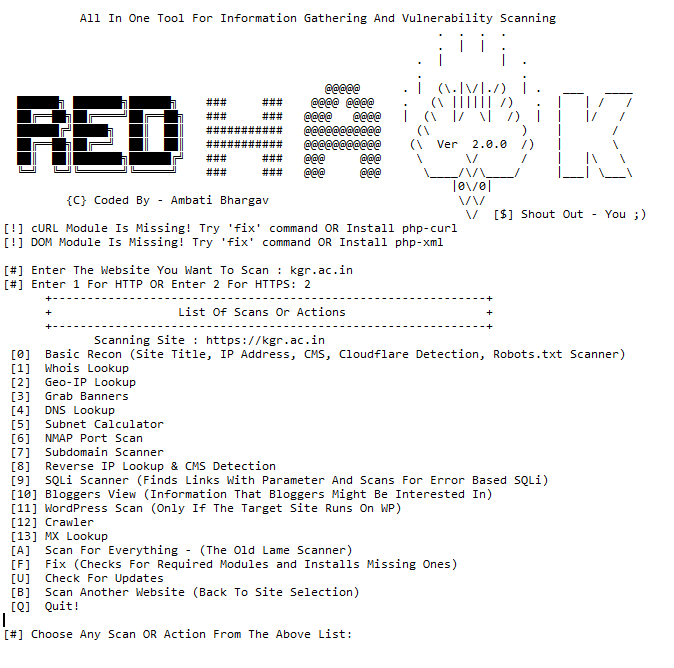 All In One Tool For Information Gathering And Vulnerability Scanning
RED HAWK
Ver 2.0.0
{C} Coded By - Ambati Bhargav
[$] Shout Out - You ;)
[!] cURL Module Is Missing! Try 'fix' command OR Install php-curl
[!] DOM Module Is Missing! Try 'fix' command OR Install php-xml
[#] Enter The Website You Want To Scan : kgr.ac.in
[#] Enter 1 For HTTP OR Enter 2 For HTTPS: 2
+--------------------------------------------------------------+
+ List Of Scans Or Actions +
+--------------------------------------------------------------+
Scanning Site : https://kgr.ac.in
[0] Basic Recon (Site Title, IP Address, CMS, Cloudflare Detection, Robots.txt Scanner)
[1] Whois Lookup
[2] Geo-IP Lookup
[3] Grab Banners
[4] DNS Lookup
[5] Subnet Calculator
[6] NMAP Port Scan
[7] Subdomain Scanner
[8] Reverse IP Lookup & CMS Detection
[9] SQLi Scanner (Finds Links With Parameter And Scans For Error Based SQLi)
[10] Bloggers View (Information That Bloggers Might Be Interested In)
[11] WordPress Scan (Only If The Target Site Runs On WP)
[12] Crawler
[13] MX Lookup
[A] Scan For Everything - (The Old Lame Scanner)
[F] Fix (Checks For Required Modules and Installs Missing Ones)
[U] Check For Updates
[B] Scan Another Website (Back To Site Selection)
[Q] Quit!
[#] Choose Any Scan OR Action From The Above List: